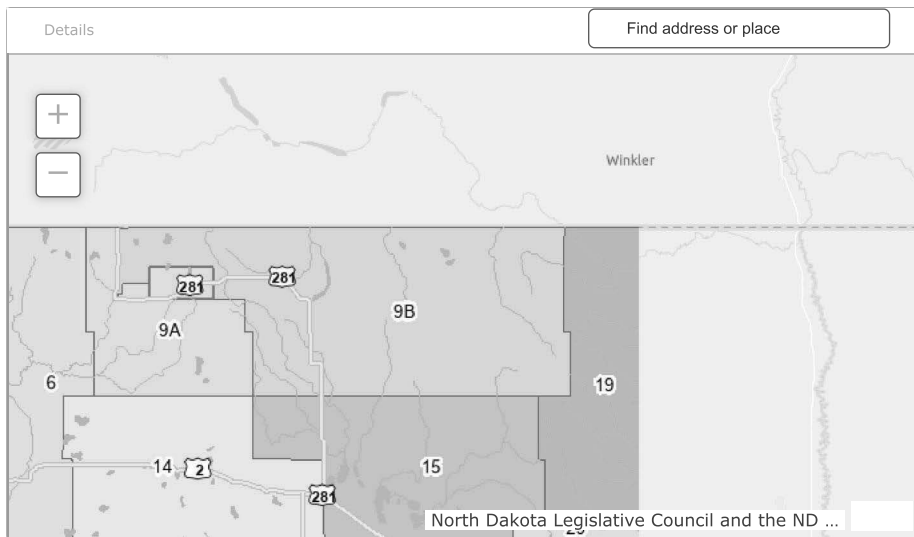 Details
Find address or place
+
−
Winkler
281
281
9A
9B
6
19
14
2
15
281
North Dakota Legislative Council and the ND ...